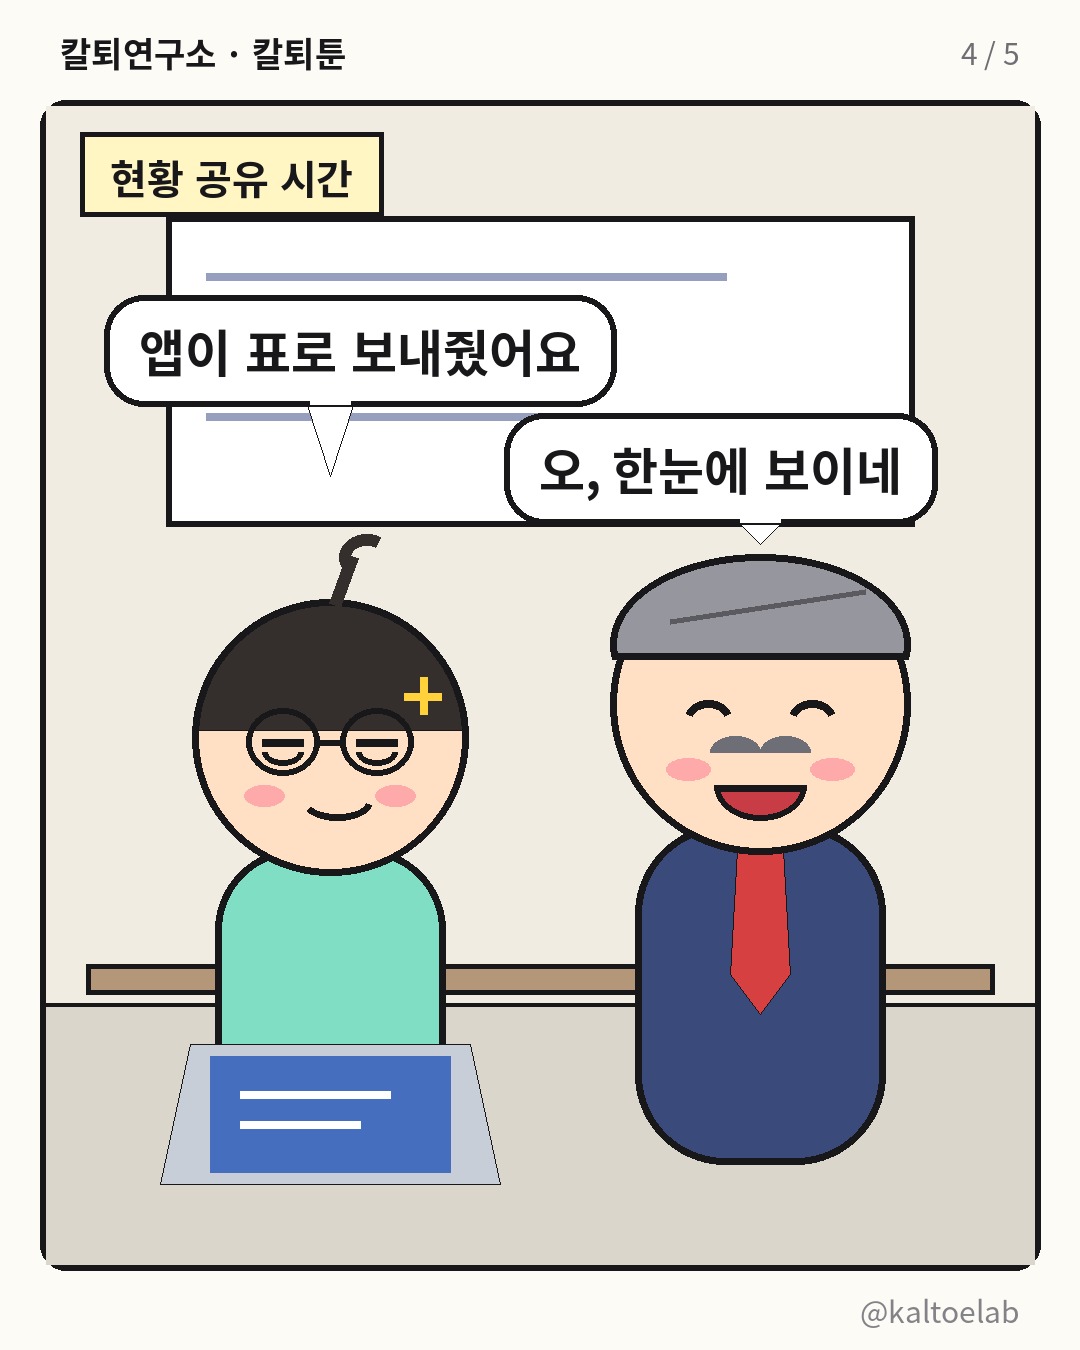 칼퇴연구소 · 칼퇴툰
4 / 5
현황 공유 시간
앱이 표로 보내줬어요
오, 한눈에 보이네
@kaltoelab